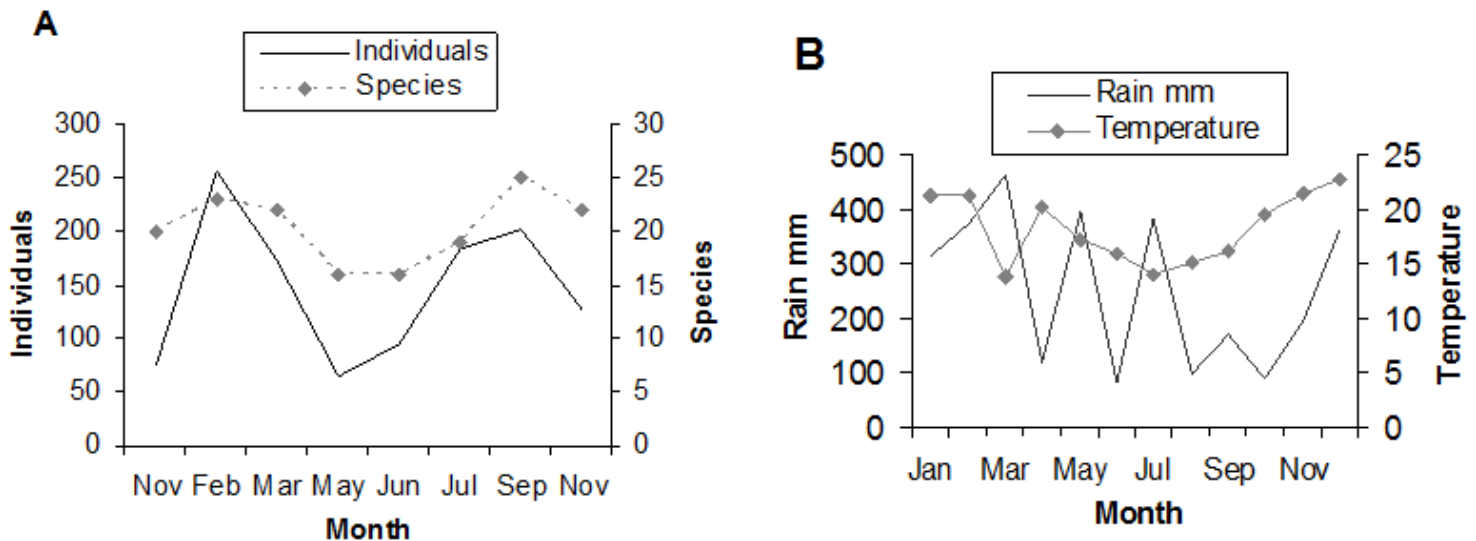 A
Individuals
Species
300
250
200
150
100
50
0
Individuals
30
25
20
15
10
5
0
Species
Nov Feb Mar May Jun Jul Sep Nov
Month
B
Rain mm
Temperature
500
400
300
200
100
0
Rain mm
25
20
15
10
5
0
Temperature
Jan Mar May Jul Sep Nov
Month